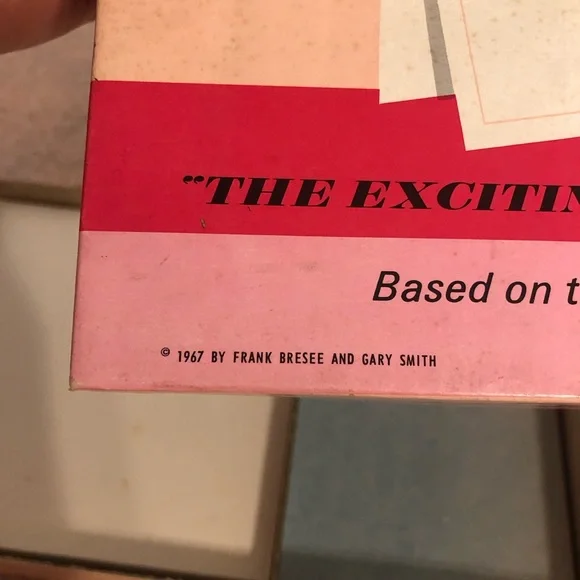 “THE EXCITIN
Based on t
© 1967 BY FRANK BRESEE AND GARY SMITH